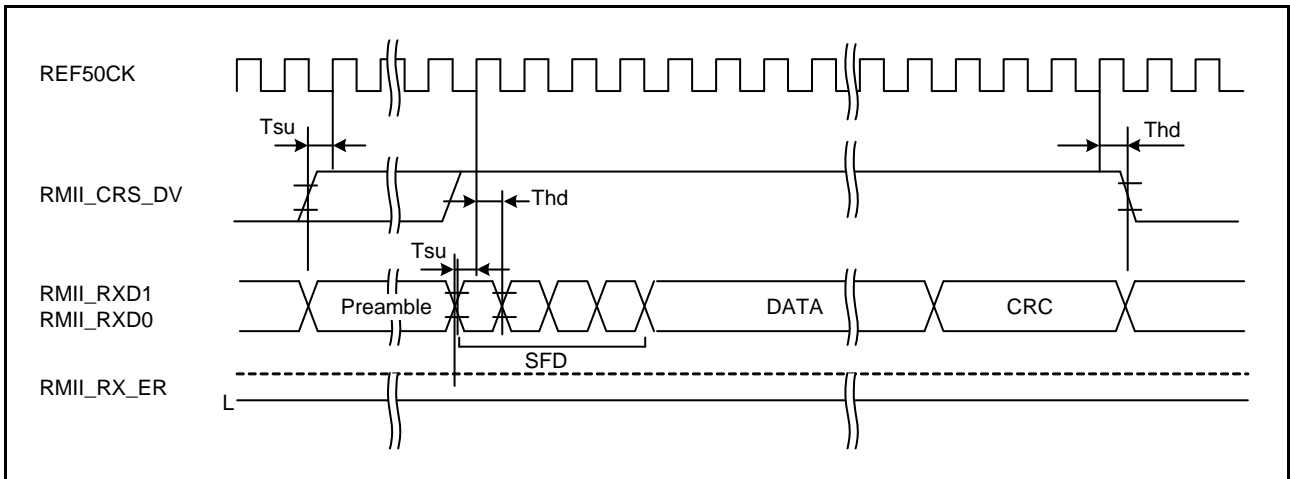 REF50CK
Tsu
Thd
RMII_CRS_DV
Thd
Tsu
RMII_RXD1
RMII_RXD0
Preamble
DATA
CRC
SFD
RMII_RX_ER
L